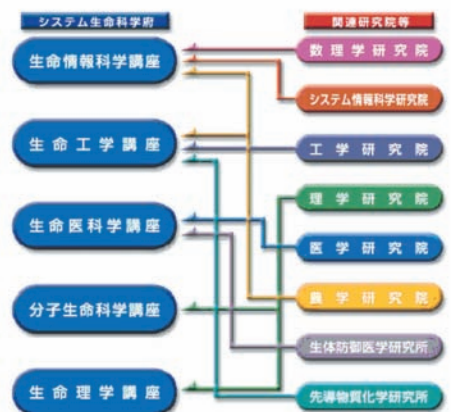 システム生命科学府
生命情報科学講座
生命工学講座
生命医科学講座
分子生命科学講座
生命理学講座
関連研究院等
数理学研究院
システム情報科学研究院
工学研究院
理学研究院
医学研究院
農学研究院
生体防御医学研究所
先導物質化学研究所